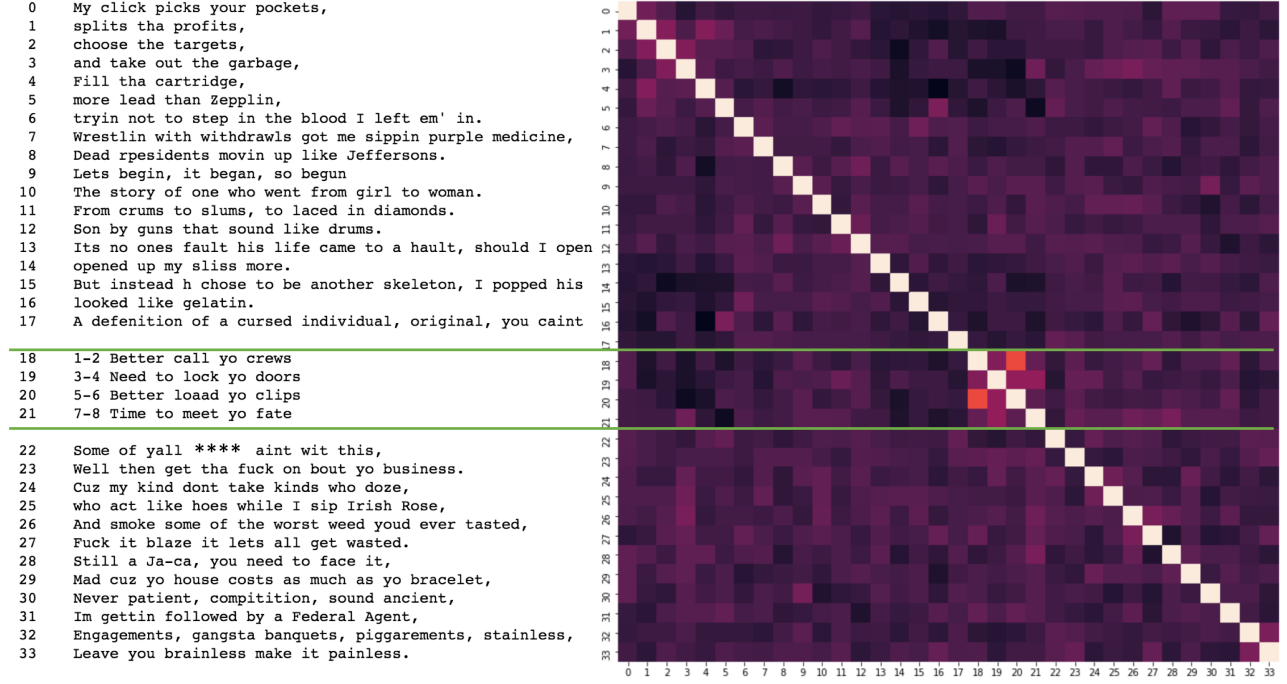 0 My click picks your pockets,
1 splits tha profits,
2 choose the targets,
3 and take out the garbage,
4 Fill tha cartridge,
5 more lead than Zepplin,
6 tryin not to step in the blood I left em' in.
7 Wrestlin with withdrawls got me sippin purple medicine,
8 Dead rpesidents movin up like Jeffersons.
9 Lets begin, it began, so begun
10 The story of one who went from girl to woman.
11 From crums to slums, to laced in diamonds.
12 Son by guns that sound like drums.
13 Its no ones fault his life came to a hault, should I open
14 opened up my sliss more.
15 But instead h chose to be another skeleton, I popped his
16 looked like gelatin.
17 A defenition of a cursed individual, original, you caint
18 1-2 Better call yo crews
19 3-4 Need to lock yo doors
20 5-6 Better loaad yo clips
21 7-8 Time to meet yo fate
22 Some of yall **** aint wit this,
23 Well then get tha fuck on bout yo business.
24 Cuz my kind dont take kinds who doze,
25 who act like hoes while I sip Irish Rose,
26 And smoke some of the worst weed youd ever tasted,
27 Fuck it blaze it lets all get wasted.
28 Still a Ja-ca, you need to face it,
29 Mad cuz yo house costs as much as yo bracelet,
30 Never patient, compitition, sound ancient,
31 Im gettin followed by a Federal Agent,
32 Engagements, gangsta banquets, piggarements, stainless,
33 Leave you brainless make it painless.
0
1
2
3
4
5
6
7
8
9
10
11
12
13
14
15
16
17
18
19
20
21
22
23
24
25
26
27
28
29
30
31
32
33
0 1 2 3 4 5 6 7 8 9 10 11 12 13 14 15 16 17 18 19 20 21 22 23 24 25 26 27 28 29 30 31 32 33